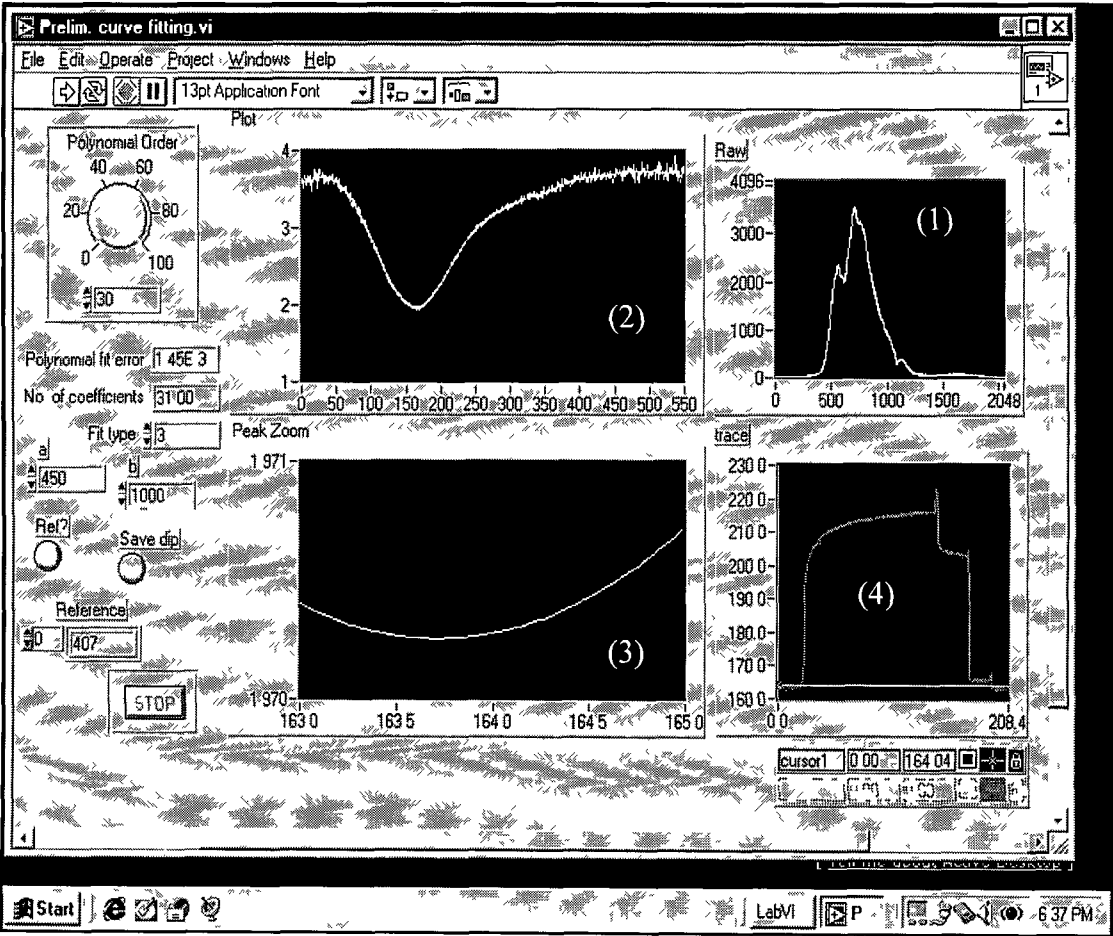 Prelim. curve fitting.vi
File Edit Operate Project Windows Help
13pt Application Font
1
Polynomial Order
40 60
20 80
0 100
30
Polynomial fit error 1 45E 3
No of coefficients 31 00
Fit type 3
a b
450 1000
Ref? Save dip
Reference
0 407
STOP
Plot
4
3
2
1
0 50 100 150 200 250 300 350 400 450 500 550
(2)
Raw
4096
3000
2000
1000
0
0 500 1000 1500 2048
(1)
Peak Zoom
1 971
1 970
163 0 163 5 164 0 164 5 165 0
(3)
trace
230 0
220 0
210 0
200 0
190 0
180 0
170 0
160 0
0 0 208 4
(4)
cursor1 0 00 164 04
Start LabVI P 6 37 PM